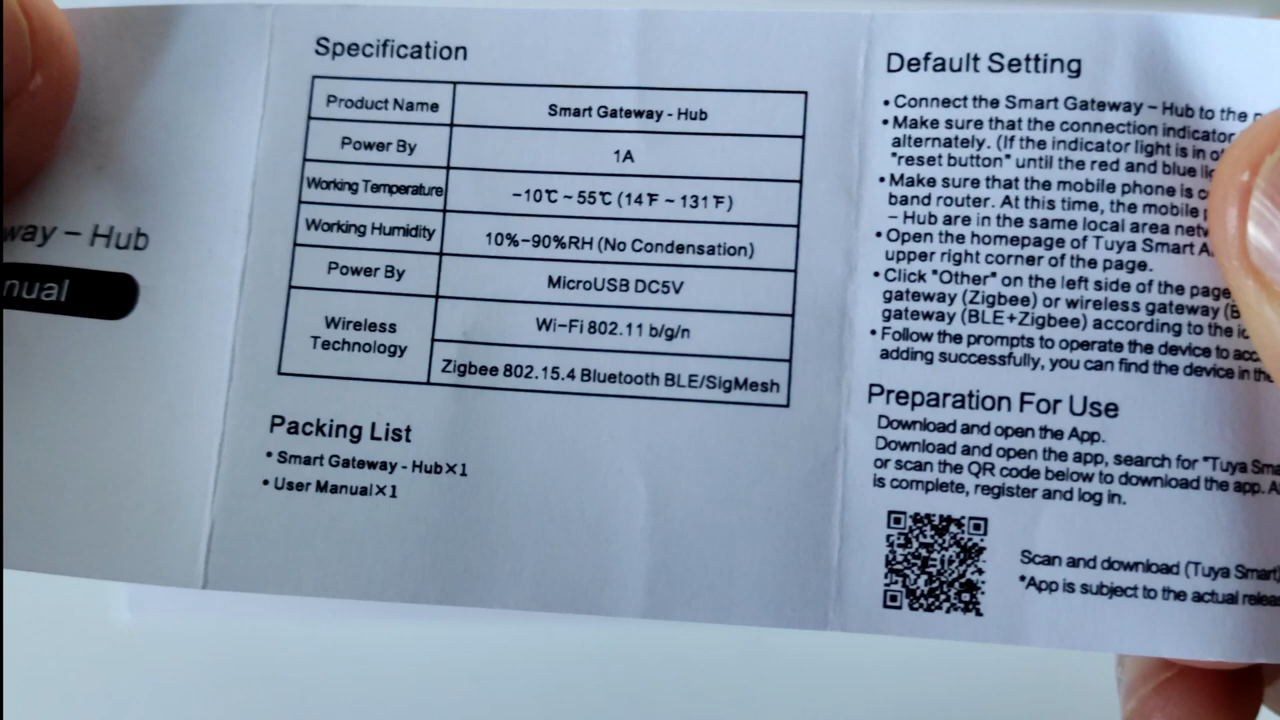 way – Hub
nual
Specification
Product Name
Smart Gateway - Hub
Power By
1A
Working Temperature
-10℃ ~ 55℃ (14℉ ~ 131℉)
Working Humidity
10%-90%RH (No Condensation)
Power By
MicroUSB DC5V
Wireless
Technology
Wi-Fi 802.11 b/g/n
Zigbee 802.15.4 Bluetooth BLE/SigMesh
Packing List
• Smart Gateway - Hub×1
• User Manual×1
Default Setting
• Connect the Smart Gateway – Hub to the
• Make sure that the connection indicator
alternately. (If the indicator light is in
"reset button" until the red and blue
• Make sure that the mobile phone is
band router. At this time, the mobile
– Hub are in the same local area
• Open the homepage of Tuya Smart
upper right corner of the page.
• Click "Other" on the left side of the page
gateway (Zigbee) or wireless gateway
gateway (BLE+Zigbee) according to the
• Follow the prompts to operate the device to
adding successfully, you can find the device in the
Preparation For Use
Download and open the App.
Download and open the app, search for "Tuya
or scan the QR code below to download the app.
is complete, register and log in.
Scan and download (Tuya Smart)
*App is subject to the actual